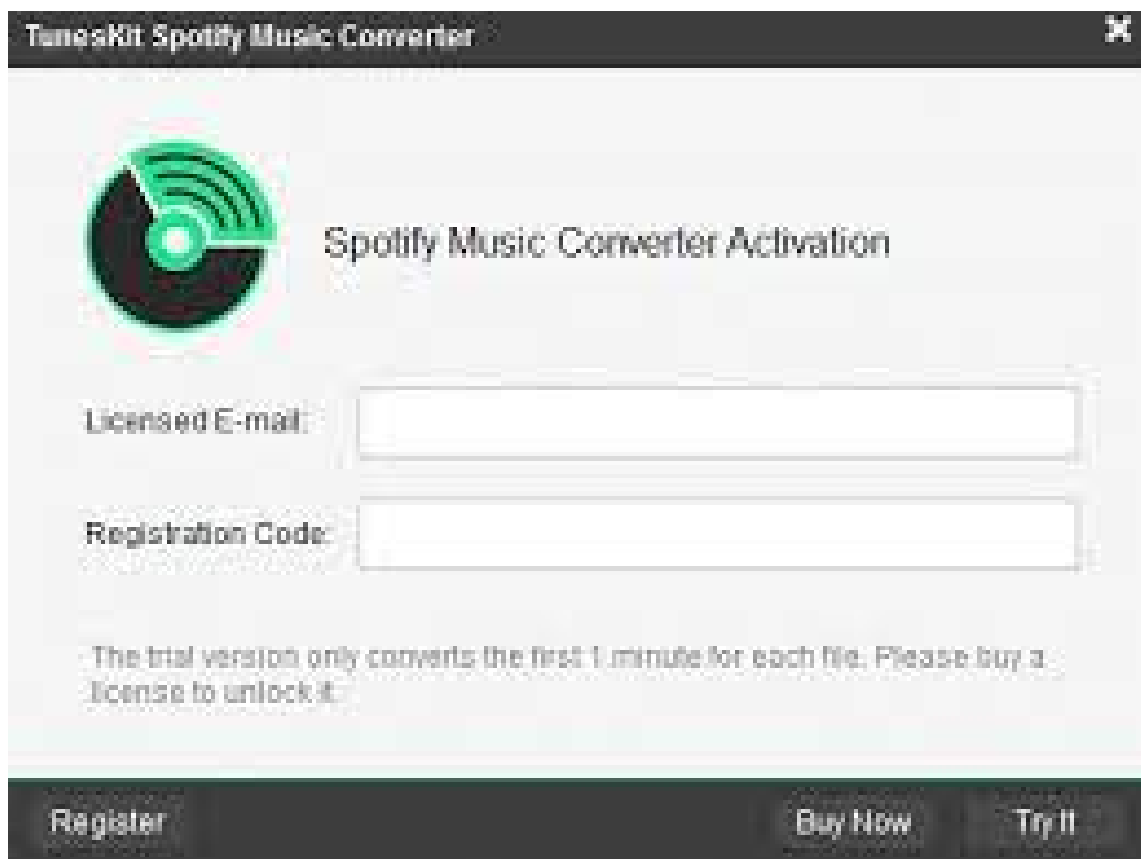 TunesKit Spotify Music Converter
Spotify Music Converter Activation
Licensed E-mail:
Registration Code:
The trial version only converts the first 1 minute for each file. Please buy a
license to unlock it.
Register
Buy Now
Try It